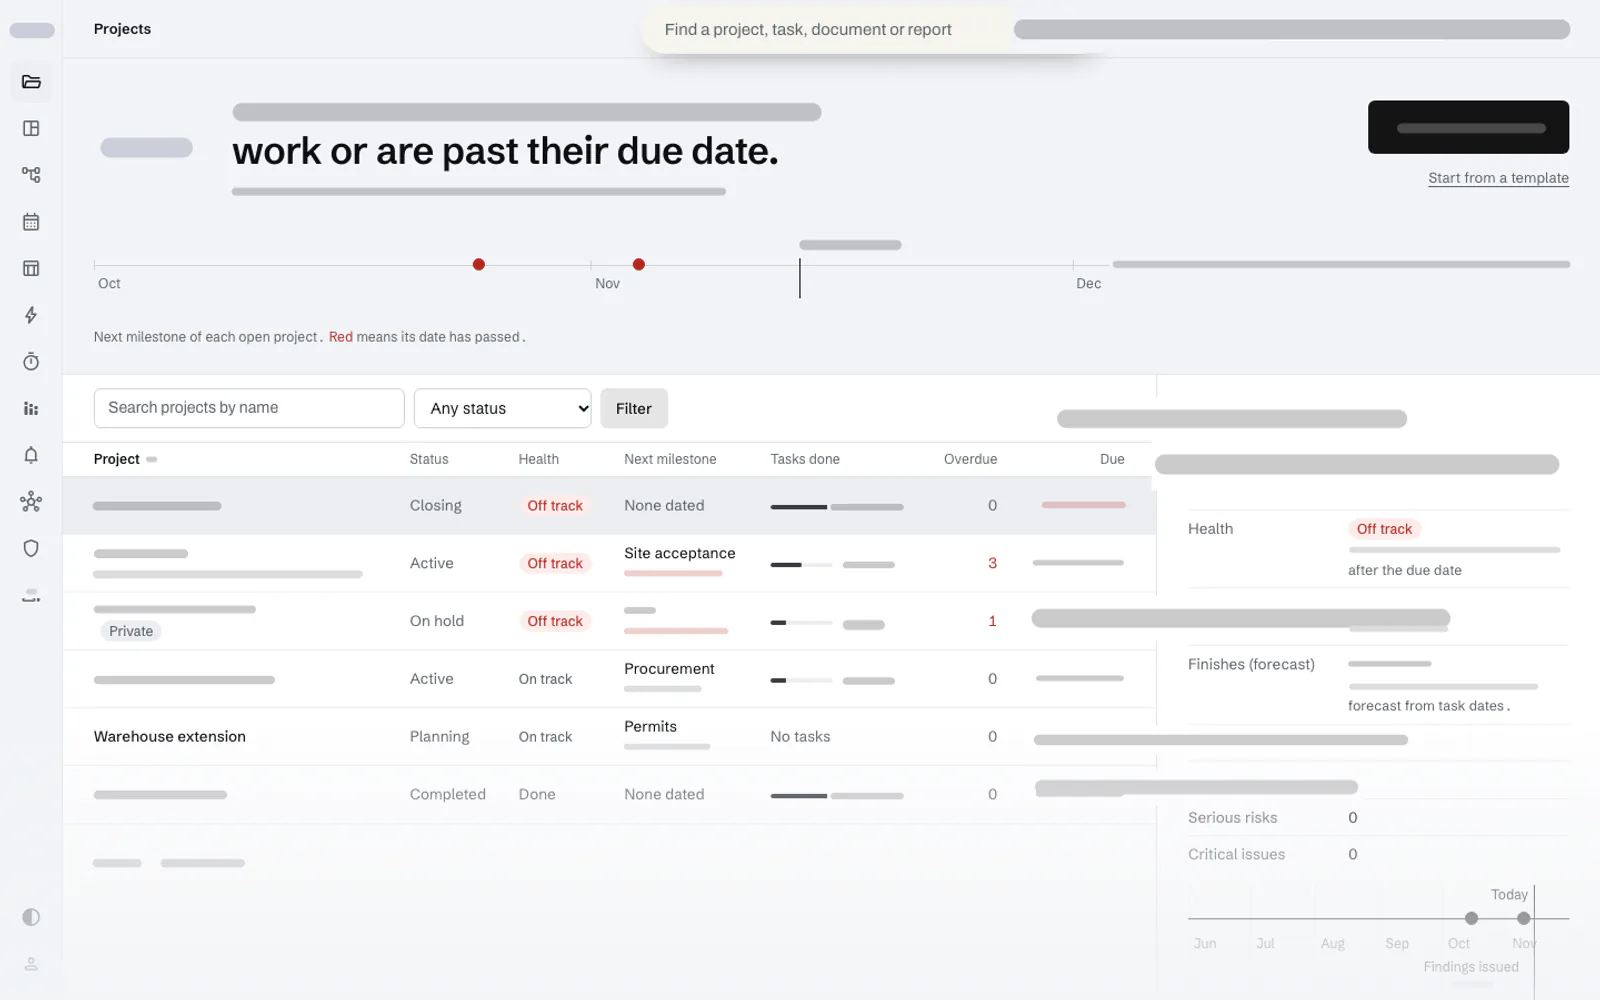 Projects
Find a project, task, document or report
work or are past their due date.
Start from a template
Oct
Nov
Dec
Next milestone of each open project. Red means its date has passed.
Search projects by name
Any status
Filter
Project
Status
Health
Next milestone
Tasks done
Overdue
Due
Closing
Off track
None dated
0
Active
Off track
Site acceptance
3
Private
On hold
Off track
1
Active
On track
Procurement
0
Warehouse extension
Planning
On track
Permits
No tasks
0
Completed
Done
None dated
0
Health
Off track
after the due date
Finishes (forecast)
forecast from task dates.
Serious risks
0
Critical issues
0
Today
Jun
Jul
Aug
Sep
Oct
Nov
Findings issued